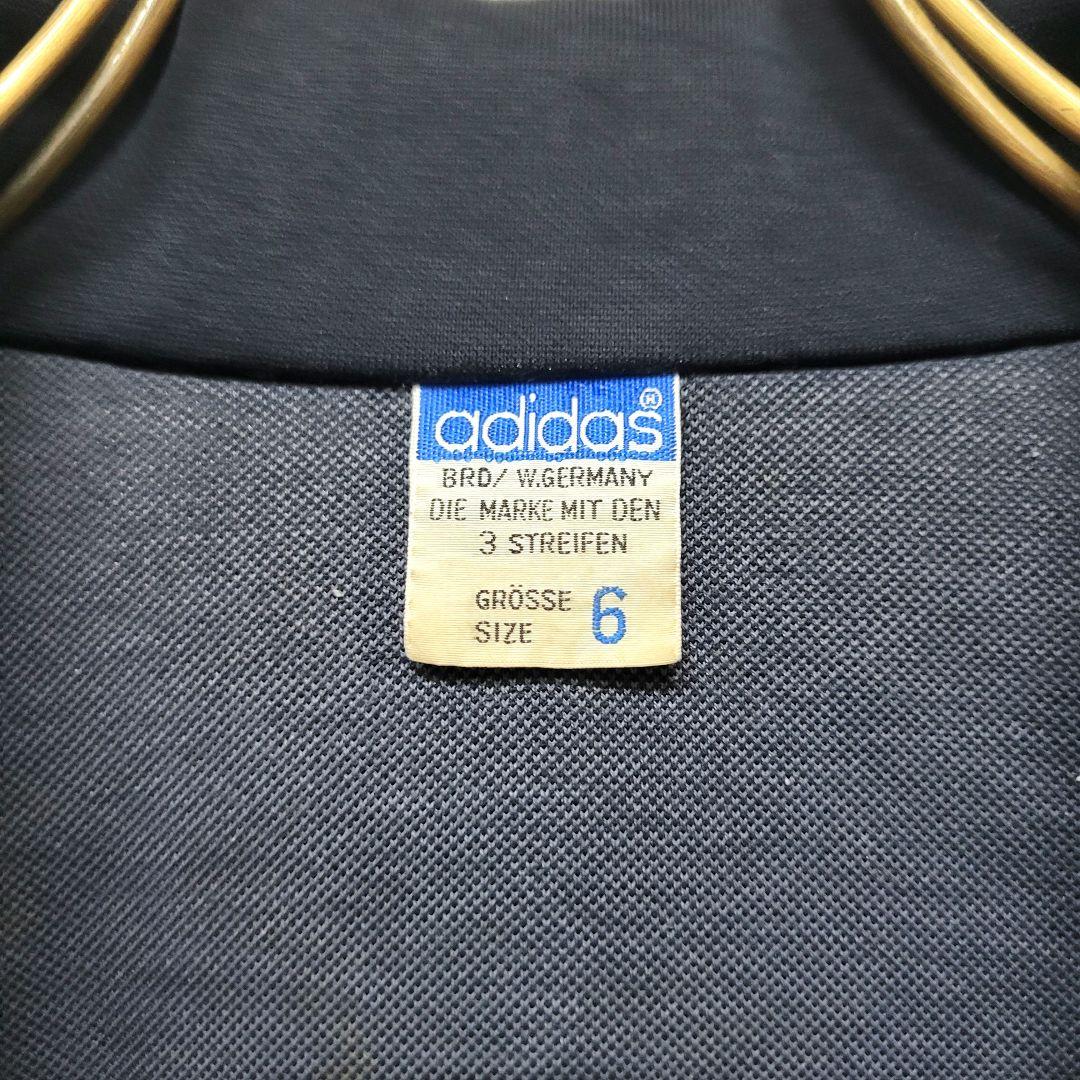 adidas®
BRD/ W.GERMANY
DIE MARKE MIT DEN
3 STREIFEN
GRÖSSE 6
SIZE